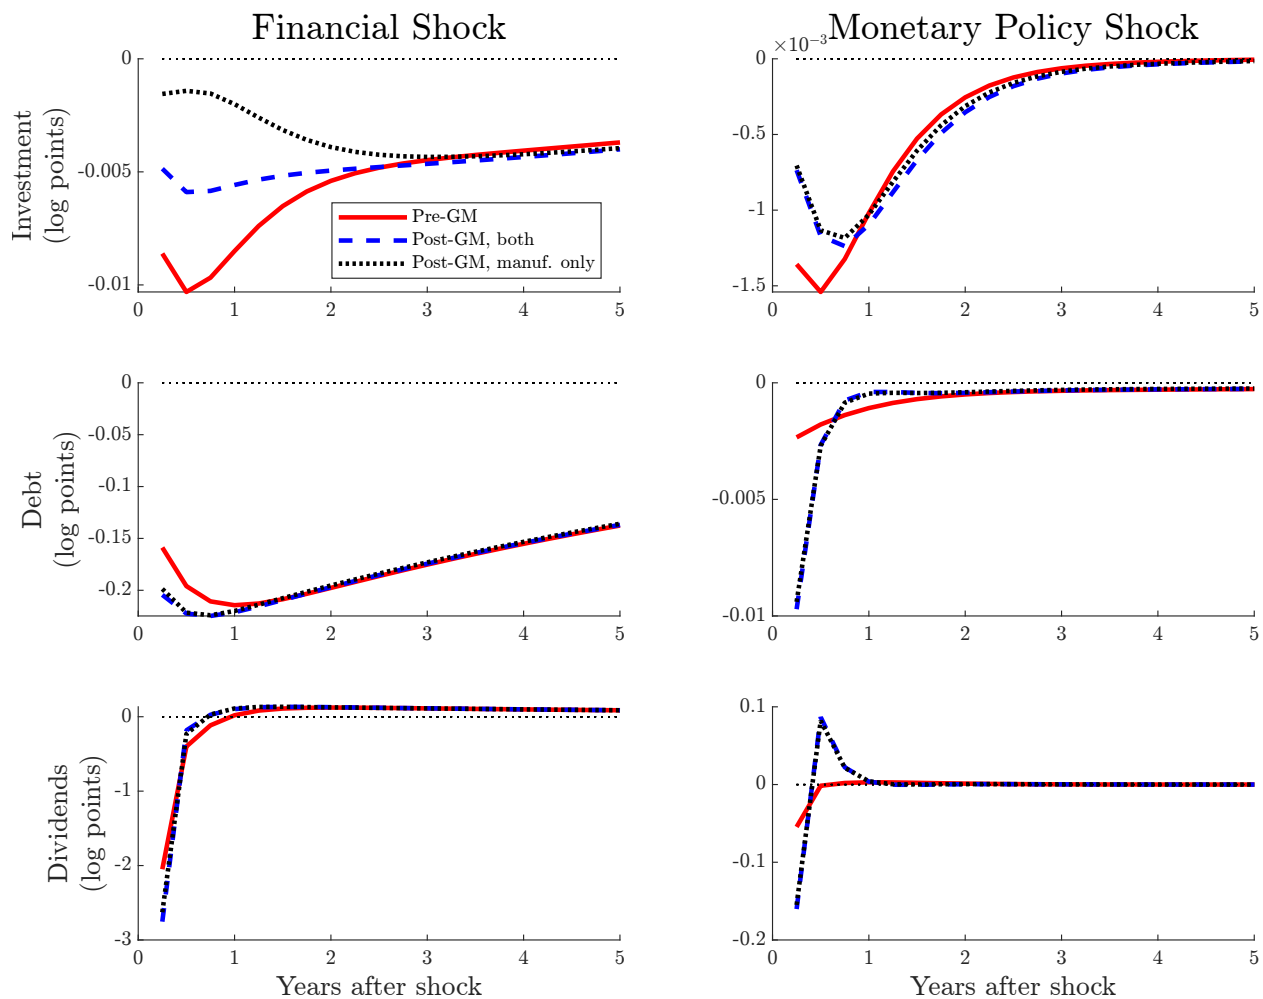 Financial Shock
Monetary Policy Shock
Investment
(log points)
0
-0.005
-0.01
0 1 2 3 4 5
Pre-GM
Post-GM, both
Post-GM, manuf. only
×10⁻³
0
-0.5
-1
-1.5
0 1 2 3 4 5
Debt
(log points)
0
-0.05
-0.1
-0.15
-0.2
0 1 2 3 4 5
0
-0.005
-0.01
0 1 2 3 4 5
Dividends
(log points)
0
-1
-2
-3
0 1 2 3 4 5
Years after shock
0.1
0
-0.1
-0.2
0 1 2 3 4 5
Years after shock